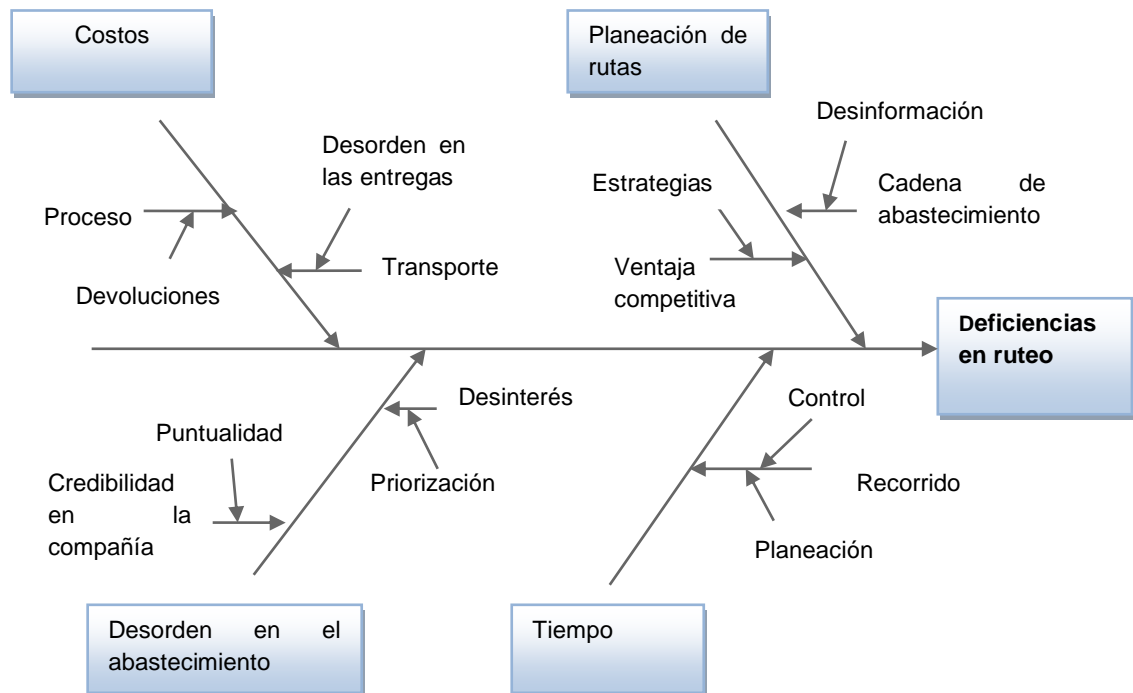 Costos
Planeación de
rutas
Desinformación
Desorden en
las entregas
Estrategias
Cadena de
abastecimiento
Proceso
Transporte
Ventaja
competitiva
Devoluciones
Deficiencias
en ruteo
Desinterés
Control
Puntualidad
Credibilidad
en la
compañía
Priorización
Recorrido
Planeación
Desorden en el
abastecimiento
Tiempo